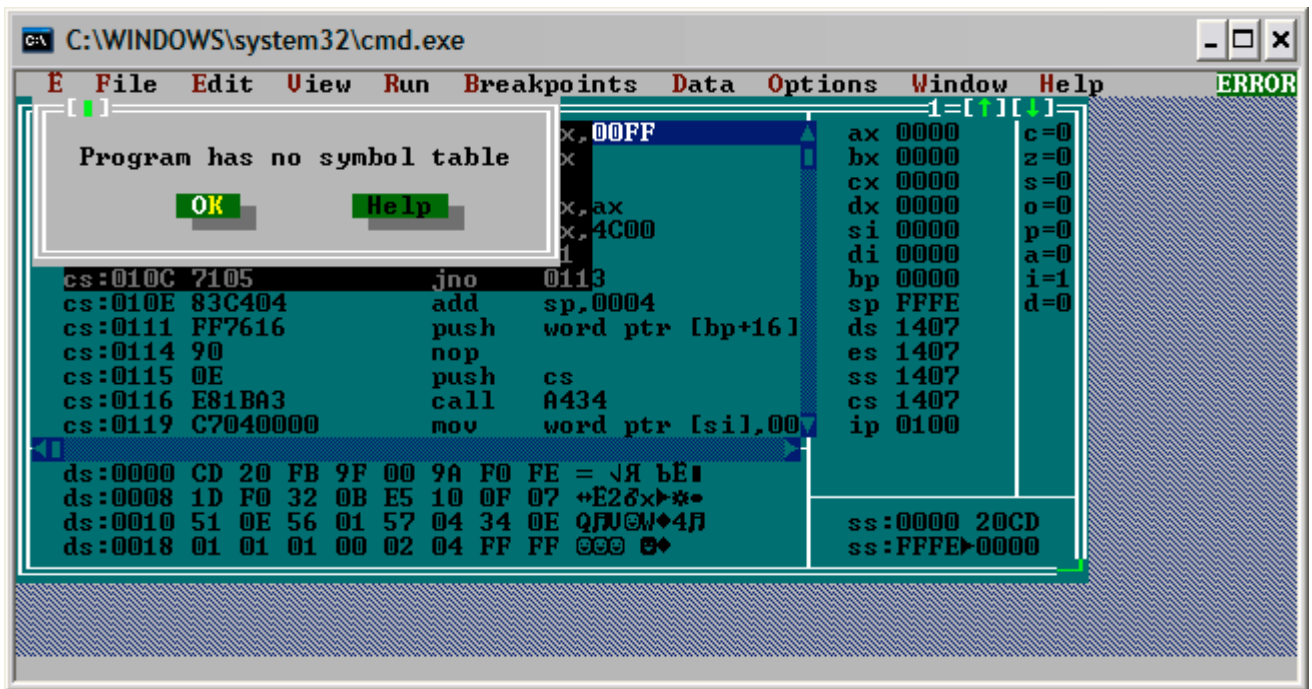 C:\WINDOWS\system32\cmd.exe
Ë File Edit View Run Breakpoints Data Options Window Help ERROR
1=[↑][↓]
Program has no symbol table
OK Help
x,00FF
x
x,ax
x,4C00
1
cs:010C 7105 jno 0113
cs:010E 83C404 add sp,0004
cs:0111 FF7616 push word ptr [bp+16]
cs:0114 90 nop
cs:0115 0E push cs
cs:0116 E81BA3 call A434
cs:0119 C7040000 mov word ptr [si],00
ax 0000 c=0
bx 0000 z=0
cx 0000 s=0
dx 0000 o=0
si 0000 p=0
di 0000 a=0
bp 0000 i=1
sp FFFE d=0
ds 1407
es 1407
ss 1407
cs 1407
ip 0100
ds:0000 CD 20 FB 9F 00 9A F0 FE = √Я ЪË■
ds:0008 1D F0 32 0B E5 10 0F 07 ↔Ë2♂х►☼•
ds:0010 51 0E 56 01 57 04 34 0E Q♫V☺W♦4♫
ds:0018 01 01 01 00 02 04 FF FF ☺☺☺ ☻♦
ss:0000 20CD
ss:FFFE►0000